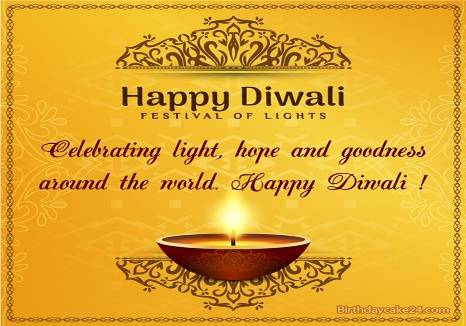 Happy Diwali
FESTIVAL OF LIGHTS
Celebrating light, hope and goodness
around the world. Happy Diwali !
Birthdaycake24.com